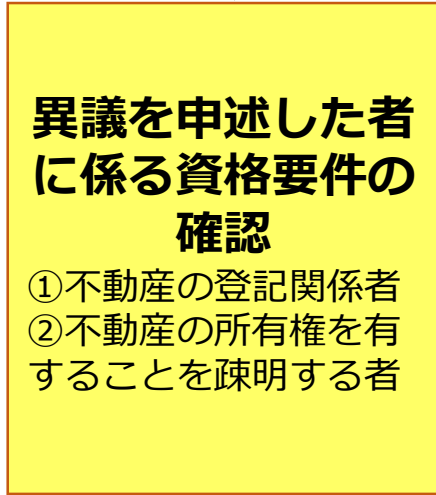 異議を申述した者
に係る資格要件の
確認
①不動産の登記関係者
②不動産の所有権を有
することを疎明する者